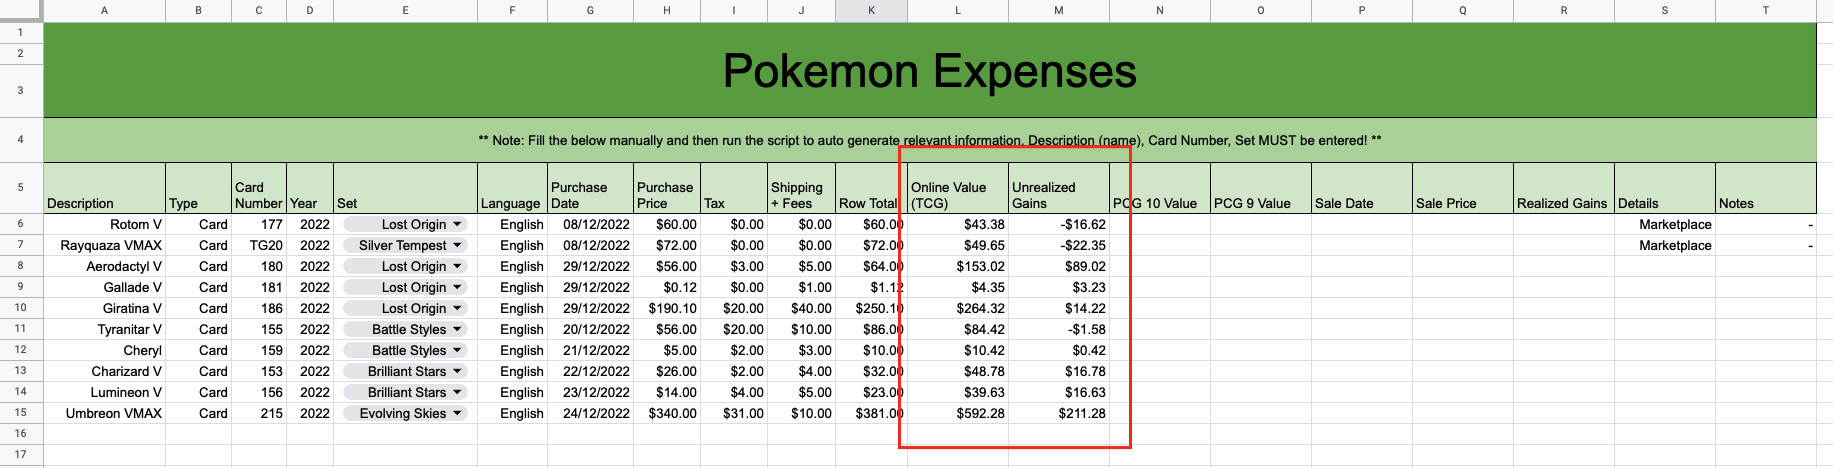 A B C D E F G H I J K L M N O P Q R S T
1
2
3 Pokemon Expenses
4 ** Note: Fill the below manually and then run the script to auto generate relevant information. Description (name), Card Number, Set MUST be entered! **
5 Description Type Card Number Year Set Language Purchase Date Purchase Price Tax Shipping + Fees Row Total Online Value (TCG) Unrealized Gains PCG 10 Value PCG 9 Value Sale Date Sale Price Realized Gains Details Notes
6 Rotom V Card 177 2022 Lost Origin English 08/12/2022 $60.00 $0.00 $0.00 $60.00 $43.38 -$16.62 Marketplace -
7 Rayquaza VMAX Card TG20 2022 Silver Tempest English 08/12/2022 $72.00 $0.00 $0.00 $72.00 $49.65 -$22.35 Marketplace -
8 Aerodactyl V Card 180 2022 Lost Origin English 29/12/2022 $56.00 $3.00 $5.00 $64.00 $153.02 $89.02
9 Gallade V Card 181 2022 Lost Origin English 29/12/2022 $0.12 $0.00 $1.00 $1.12 $4.35 $3.23
10 Giratina V Card 186 2022 Lost Origin English 29/12/2022 $190.10 $20.00 $40.00 $250.10 $264.32 $14.22
11 Tyranitar V Card 155 2022 Battle Styles English 20/12/2022 $56.00 $20.00 $10.00 $86.00 $84.42 -$1.58
12 Cheryl Card 159 2022 Battle Styles English 21/12/2022 $5.00 $2.00 $3.00 $10.00 $10.42 $0.42
13 Charizard V Card 153 2022 Brilliant Stars English 22/12/2022 $26.00 $2.00 $4.00 $32.00 $48.78 $16.78
14 Lumineon V Card 156 2022 Brilliant Stars English 23/12/2022 $14.00 $4.00 $5.00 $23.00 $39.63 $16.63
15 Umbreon VMAX Card 215 2022 Evolving Skies English 24/12/2022 $340.00 $31.00 $10.00 $381.00 $592.28 $211.28
16
17